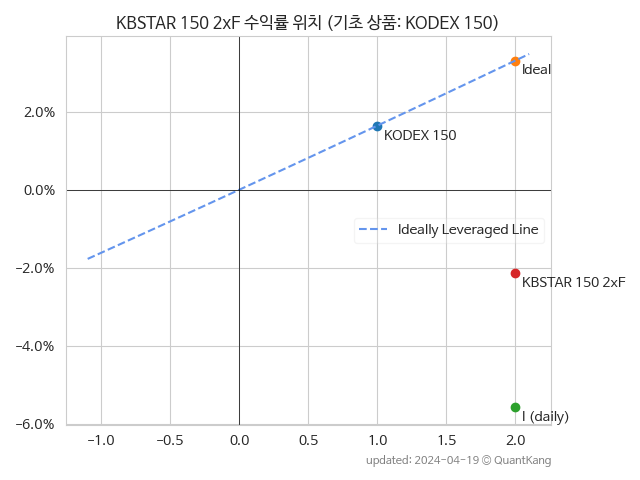 KBSTAR 150 2xF 수익률 위치 (기초 상품: KODEX 150)
Ideal
2.0%
KODEX 150
0.0%
Ideally Leveraged Line
−2.0%
KBSTAR 150 2xF
−4.0%
I (daily)
−6.0%
−1.0 −0.5 0.0 0.5 1.0 1.5 2.0
updated: 2024-04-19 © QuantKang